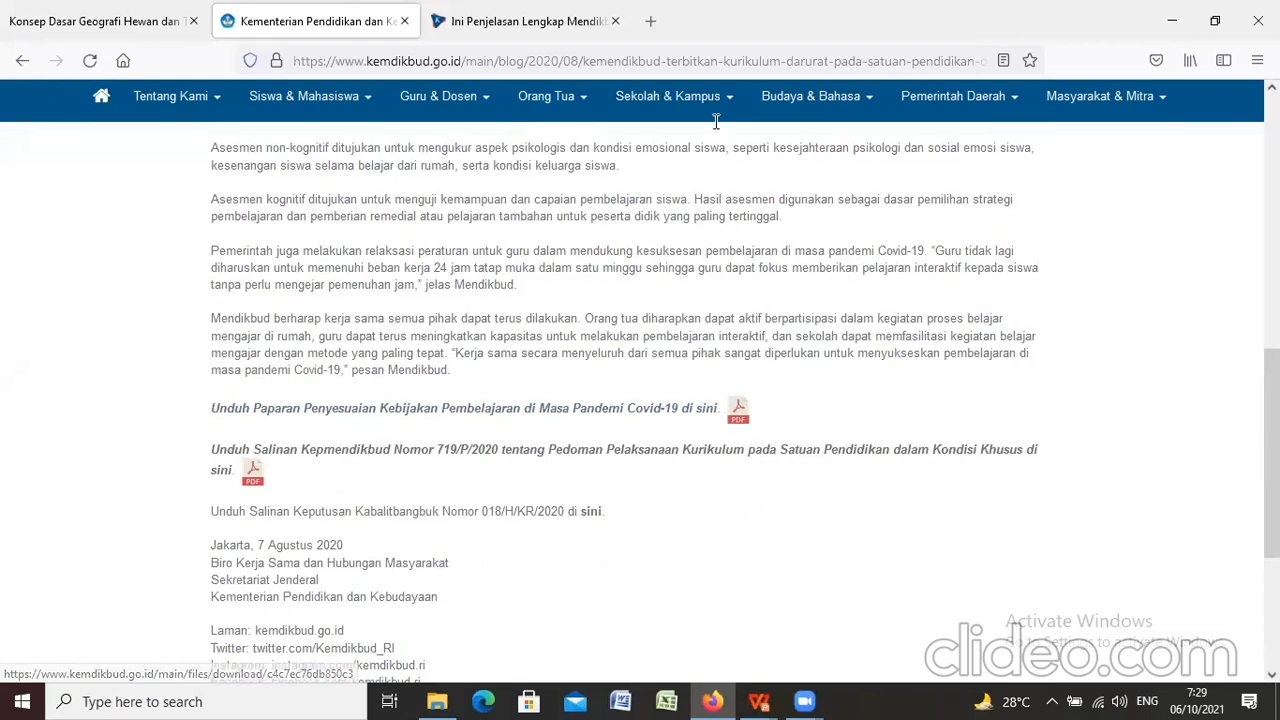 Konsep Dasar Geografi Hewan dan T
Kementerian Pendidikan dan Ke
Ini Penjelasan Lengkap Mendikb
https://www.kemdikbud.go.id/main/blog/2020/08/kemendikbud-terbitkan-kurikulum-darurat-pada-satuan-pendidikan-
Tentang Kami
Siswa & Mahasiswa
Guru & Dosen
Orang Tua
Sekolah & Kampus
Budaya & Bahasa
Pemerintah Daerah
Masyarakat & Mitra
Asesmen non-kognitif ditujukan untuk mengukur aspek psikologis dan kondisi emosional siswa, seperti kesejahteraan psikologi dan sosial emosi siswa,
kesenangan siswa selama belajar dari rumah, serta kondisi keluarga siswa.
Asesmen kognitif ditujukan untuk menguji kemampuan dan capaian pembelajaran siswa. Hasil asesmen digunakan sebagai dasar pemilihan strategi
pembelajaran dan pemberian remedial atau pelajaran tambahan untuk peserta didik yang paling tertinggal.
Pemerintah juga melakukan relaksasi peraturan untuk guru dalam mendukung kesuksesan pembelajaran di masa pandemi Covid-19. “Guru tidak lagi
diharuskan untuk memenuhi beban kerja 24 jam tatap muka dalam satu minggu sehingga guru dapat fokus memberikan pelajaran interaktif kepada siswa
tanpa perlu mengejar pemenuhan jam,” jelas Mendikbud.
Mendikbud berharap kerja sama semua pihak dapat terus dilakukan. Orang tua diharapkan dapat aktif berpartisipasi dalam kegiatan proses belajar
mengajar di rumah, guru dapat terus meningkatkan kapasitas untuk melakukan pembelajaran interaktif, dan sekolah dapat memfasilitasi kegiatan belajar
mengajar dengan metode yang paling tepat. “Kerja sama secara menyeluruh dari semua pihak sangat diperlukan untuk menyukseskan pembelajaran di
masa pandemi Covid-19,” pesan Mendikbud.
Unduh Paparan Penyesuaian Kebijakan Pembelajaran di Masa Pandemi Covid-19 di sini. PDF
Unduh Salinan Kepmendikbud Nomor 719/P/2020 tentang Pedoman Pelaksanaan Kurikulum pada Satuan Pendidikan dalam Kondisi Khusus di
sini. PDF
Unduh Salinan Keputusan Kabalitbangbuk Nomor 018/H/KR/2020 di sini.
Jakarta, 7 Agustus 2020
Biro Kerja Sama dan Hubungan Masyarakat
Sekretariat Jenderal
Kementerian Pendidikan dan Kebudayaan
Laman: kemdikbud.go.id
Twitter: twitter.com/Kemdikbud_RI
Instagram: instagram.com/kemdikbud.ri
https://www.kemdikbud.go.id/main/files/download/c4c7ec76db850c3
Activate Windows
Go to Settings to activate Windows.
clideo.com
Type here to search
28°C
ENG
7:29
06/10/2021